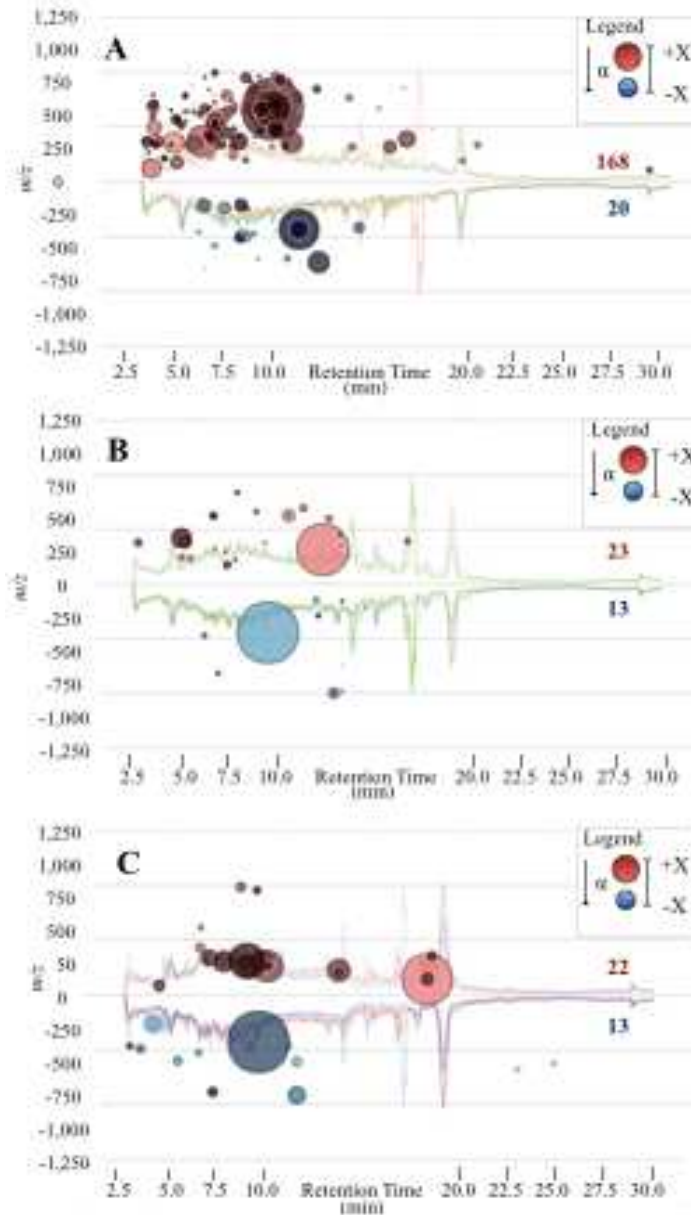 A
1,250
1,000
750
500
250
0
-250
-500
-750
-1,000
-1,250
m/z
Legend
α
+X
-X
168
20
2.5 5.0 7.5 10.0 Retention Time 20.0 22.5 25.0 27.5 30.0
(mm)
B
1,250
1,000
750
500
250
0
-250
-500
-750
-1,000
-1,250
m/z
Legend
α
+X
-X
23
13
2.5 5.0 7.5 10.0 Retention Time 20.0 22.5 25.0 27.5 30.0
(mm)
C
1,250
1,000
750
500
50
0
-250
-500
-750
-1,000
-1,250
m/z
Legend
α
+X
-X
22
13
2.5 5.0 7.5 10.0 Retention Time 20.0 22.5 25.0 27.5 30.0
(mm)